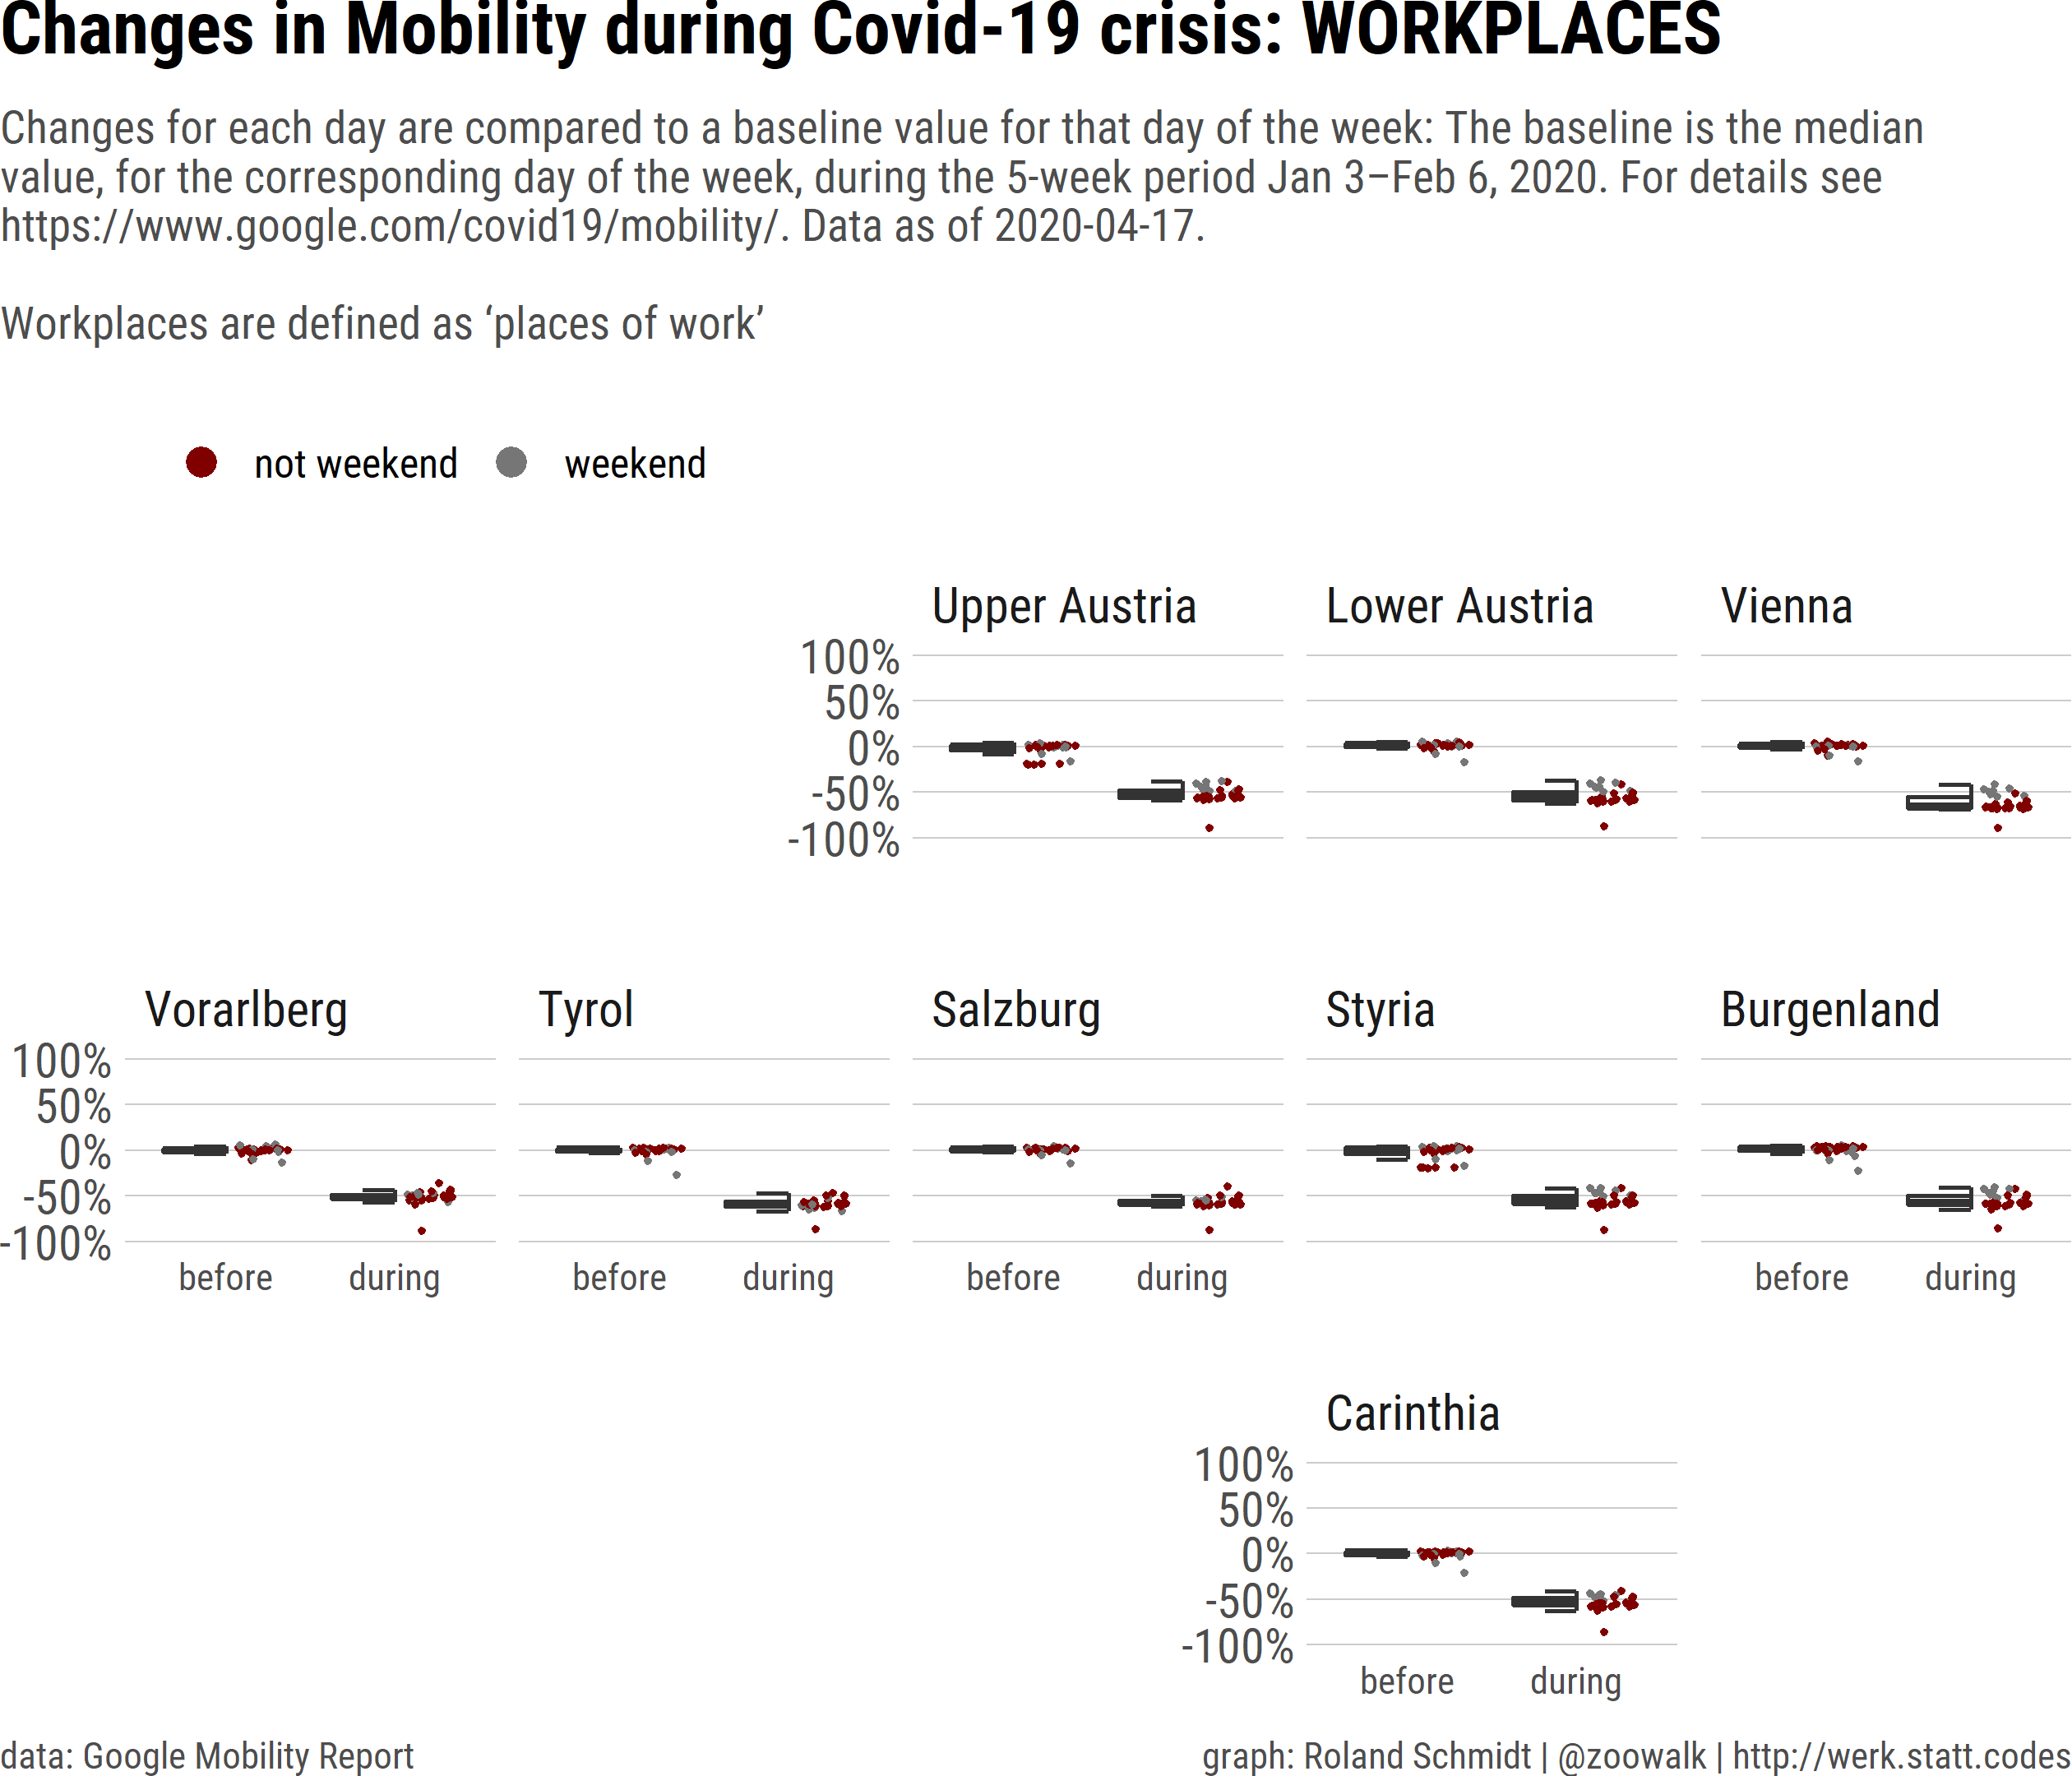 Changes in Mobility during Covid-19 crisis: WORKPLACES
Changes for each day are compared to a baseline value for that day of the week: The baseline is the median
value, for the corresponding day of the week, during the 5-week period Jan 3–Feb 6, 2020. For details see
https://www.google.com/covid19/mobility/. Data as of 2020-04-17.
Workplaces are defined as ‘places of work’
not weekend weekend
Upper Austria Lower Austria Vienna
100%
50%
0%
-50%
-100%
Vorarlberg Tyrol Salzburg Styria Burgenland
100%
50%
0%
-50%
-100%
before during before during before during before during
Carinthia
100%
50%
0%
-50%
-100%
before during
data: Google Mobility Report graph: Roland Schmidt | @zoowalk | http://werk.statt.codes